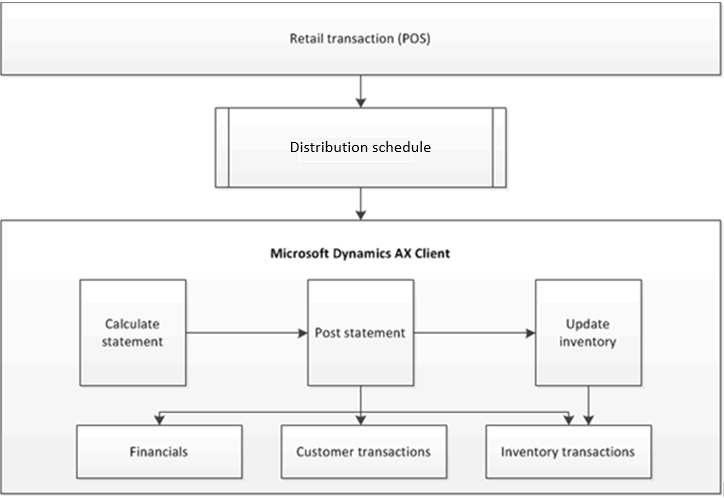 Retail transaction (POS)
Distribution schedule
Microsoft Dynamics AX Client
Calculate
statement
Post statement
Update
inventory
Financials
Customer transactions
Inventory transactions